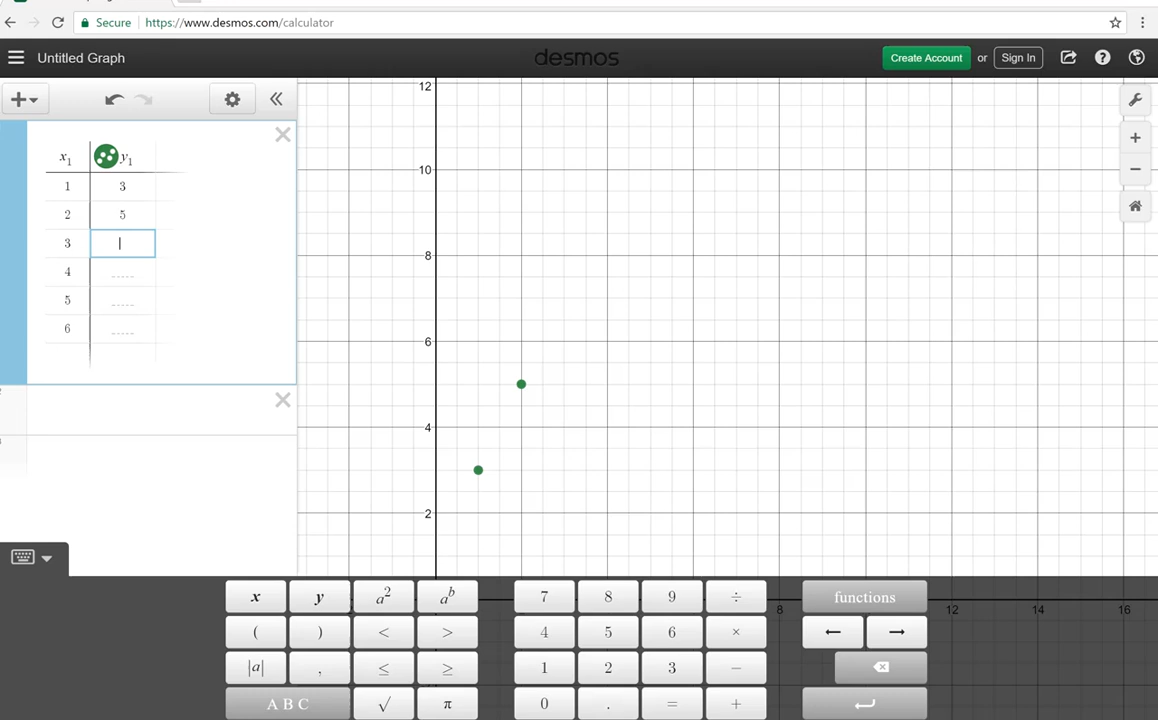 Secure https://www.desmos.com/calculator
Untitled Graph
desmos
Create Account or Sign In
x₁ y₁
1 3
2 5
3
4
5
6
12
10
8
6
4
2
8 12 14 16
x y a² aᵇ 7 8 9 ÷ functions
( ) < > 4 5 6 × ← →
|a| , ≤ ≥ 1 2 3 −
A B C √ π 0 . = +